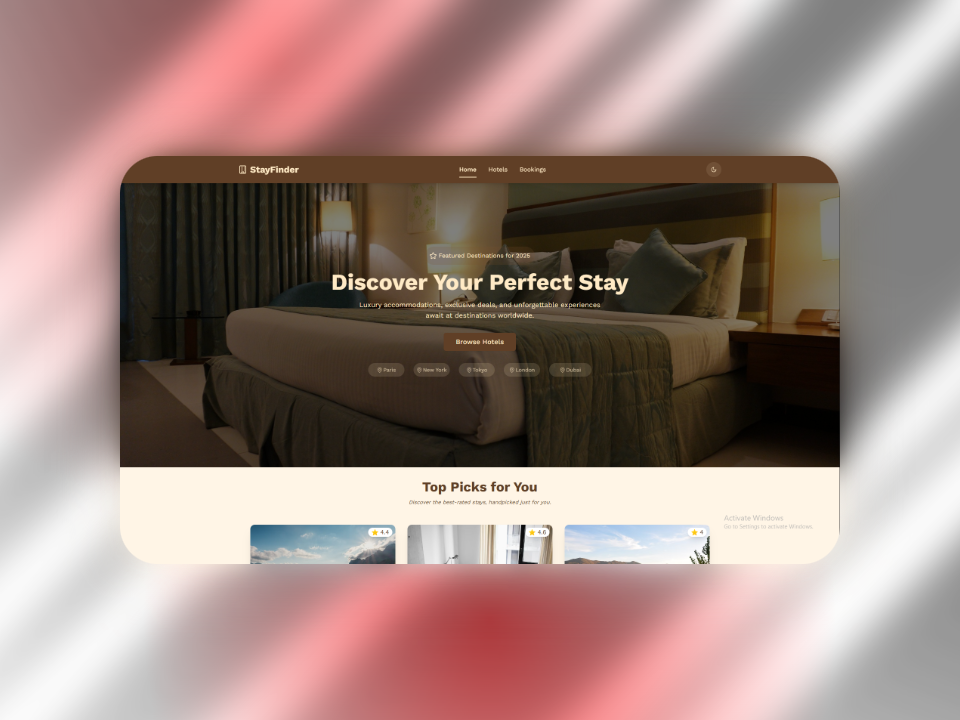 StayFinder
Home Hotels Bookings
Featured Destinations for 2025
Discover Your Perfect Stay
Luxury accommodations, exclusive deals, and unforgettable experiences
await at destinations worldwide.
Browse Hotels
Paris New York Tokyo London Dubai
Top Picks for You
Discover the best-rated stays, handpicked just for you.
Activate Windows
Go to Settings to activate Windows.
4.4 4.6 4